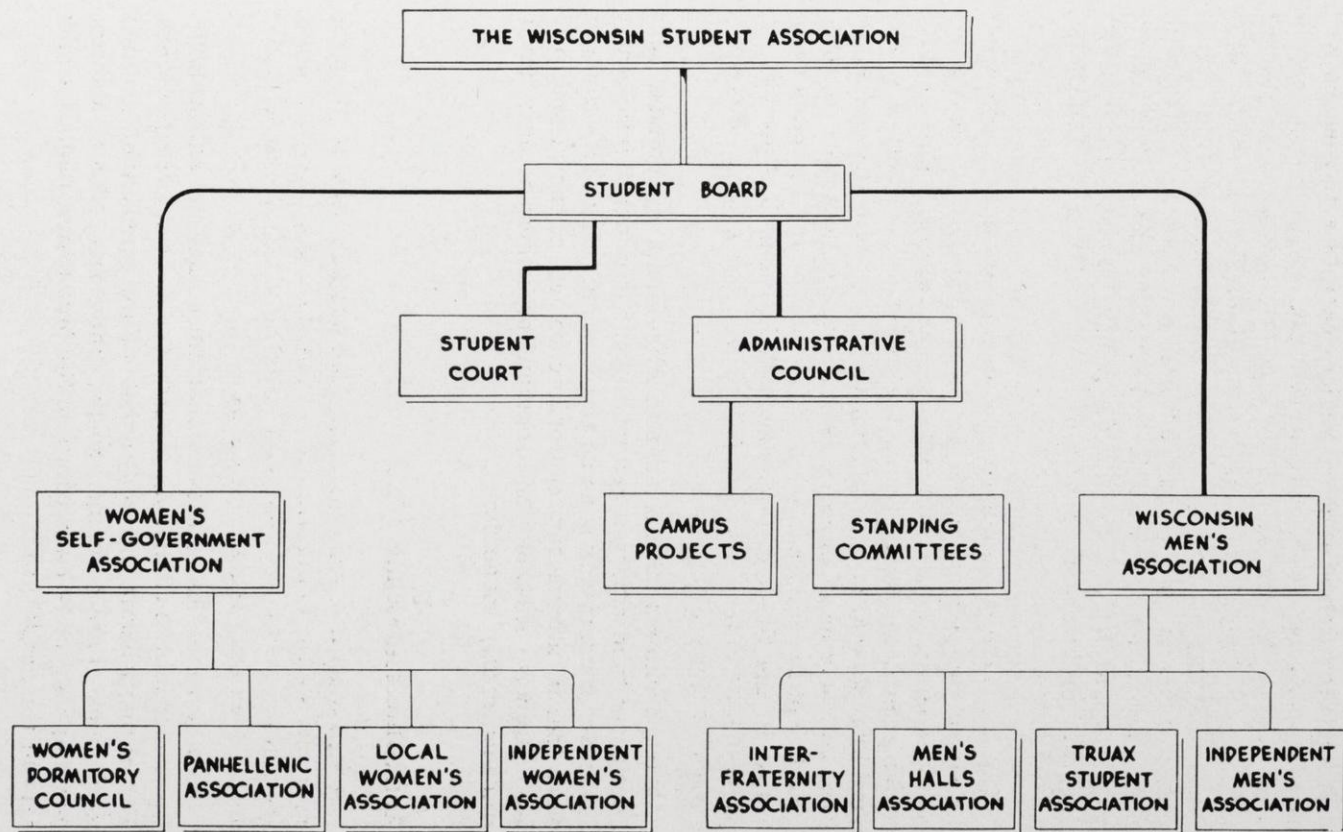 THE WISCONSIN STUDENT ASSOCIATION
STUDENT BOARD
STUDENT
COURT
ADMINISTRATIVE
COUNCIL
WOMEN'S
SELF-GOVERNMENT
ASSOCIATION
CAMPUS
PROJECTS
STANDING
COMMITTEES
WISCONSIN
MEN'S
ASSOCIATION
WOMEN'S
DORMITORY
COUNCIL
PANHELLENIC
ASSOCIATION
LOCAL
WOMEN'S
ASSOCIATION
INDEPENDENT
WOMEN'S
ASSOCIATION
INTER-
FRATERNITY
ASSOCIATION
MEN'S
HALLS
ASSOCIATION
TRUAX
STUDENT
ASSOCIATION
INDEPENDENT
MEN'S
ASSOCIATION